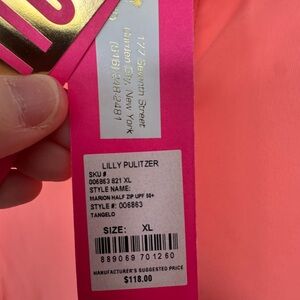 177 Seventh Street
Garden City, New York
(516) 348-2481
LILLY PULITZER
SKU #
006863 821 XL
STYLE NAME:
MARION HALF ZIP UPF 50+
STYLE #: 006863
TANGELO
SIZE: XL
889069 701260
MANUFACTURER'S SUGGESTED PRICE
$118.00